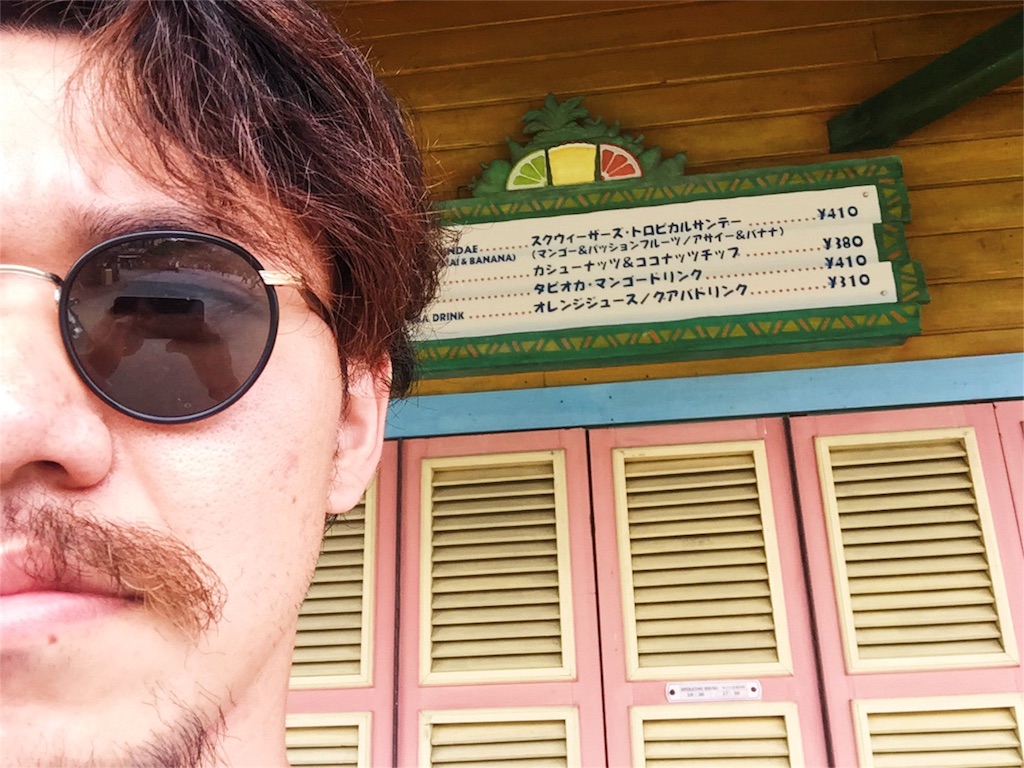 NDAE........ スクウィーザーズ・トロピカルサンデー........ ¥410
AÍ & BANANA) (マンゴー&パッションフルーツ/アサイー&バナナ)
カシューナッツ&ココナッツチップ........ ¥380
タピオカ・マンゴードリンク........ ¥410
DRINK........ オレンジジュース/グアバドリンク........ ¥310